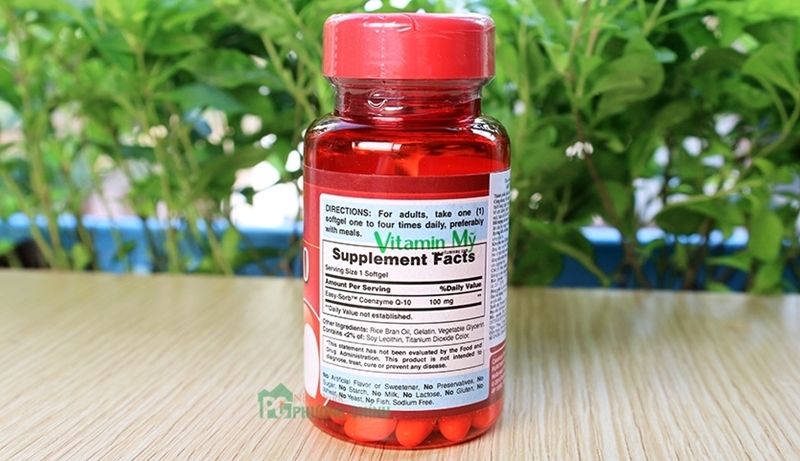 DIRECTIONS: For adults, take one (1)
softgel one to four times daily, preferably
with meals.
Vitamin Mỹ
Supplement Facts
Serving Size 1 Softgel
Amount Per Serving %Daily Value
Easy-Sorb™ Coenzyme Q-10 100 mg **
**Daily Value not established.
Other Ingredients: Rice Bran Oil, Gelatin, Vegetable Glycerin.
Contains <2% of: Soy Lecithin, Titanium Dioxide Color.
*This statement has not been evaluated by the Food and
Drug Administration. This product is not intended to
diagnose, treat, cure or prevent any disease.
No Artificial Flavor or Sweetener, No Preservatives, No
Sugar, No Starch, No Milk, No Lactose, No Gluten, No
Wheat, No Yeast, No Fish. Sodium Free.
PG